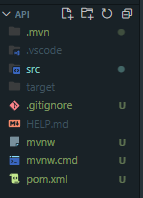 API
.mvn
.vscode
src
target
.gitignore U
HELP.md
mvnw U
mvnw.cmd U
pom.xml U